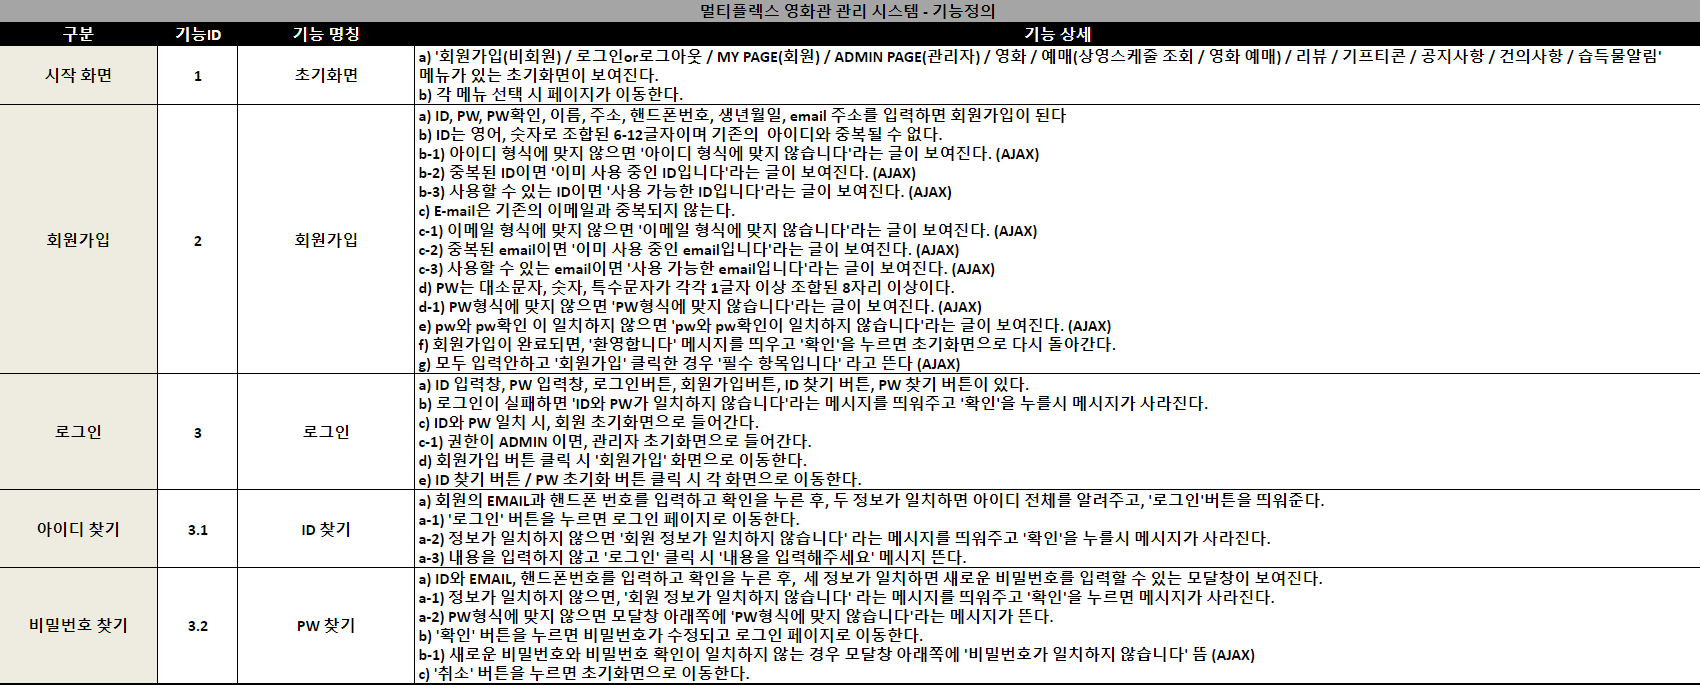 멀티플렉스 영화관 관리 시스템 - 기능정의
구분 기능ID 기능 명칭 기능 상세
시작 화면 1 초기화면
a) '회원가입(비회원) / 로그인or로그아웃 / MY PAGE(회원) / ADMIN PAGE(관리자) / 영화 / 예매(상영스케줄 조회 / 영화 예매) / 리뷰 / 기프티콘 / 공지사항 / 건의사항 / 습득물알림'
메뉴가 있는 초기화면이 보여진다.
b) 각 메뉴 선택 시 페이지가 이동한다.
회원가입 2 회원가입
a) ID, PW, PW확인, 이름, 주소, 핸드폰번호, 생년월일, email 주소를 입력하면 회원가입이 된다
b) ID는 영어, 숫자로 조합된 6-12글자이며 기존의 아이디와 중복될 수 없다.
b-1) 아이디 형식에 맞지 않으면 '아이디 형식에 맞지 않습니다'라는 글이 보여진다. (AJAX)
b-2) 중복된 ID이면 '이미 사용 중인 ID입니다'라는 글이 보여진다. (AJAX)
b-3) 사용할 수 있는 ID이면 '사용 가능한 ID입니다'라는 글이 보여진다. (AJAX)
c) E-mail은 기존의 이메일과 중복되지 않는다.
c-1) 이메일 형식에 맞지 않으면 '이메일 형식에 맞지 않습니다'라는 글이 보여진다. (AJAX)
c-2) 중복된 email이면 '이미 사용 중인 email입니다'라는 글이 보여진다. (AJAX)
c-3) 사용할 수 있는 email이면 '사용 가능한 email입니다'라는 글이 보여진다. (AJAX)
d) PW는 대소문자, 숫자, 특수문자가 각각 1글자 이상 조합된 8자리 이상이다.
d-1) PW형식에 맞지 않으면 'PW형식에 맞지 않습니다'라는 글이 보여진다. (AJAX)
e) pw와 pw확인 이 일치하지 않으면 'pw와 pw확인이 일치하지 않습니다'라는 글이 보여진다. (AJAX)
f) 회원가입이 완료되면, '환영합니다' 메시지를 띄우고 '확인'을 누르면 초기화면으로 다시 돌아간다.
g) 모두 입력안하고 '회원가입' 클릭한 경우 '필수 항목입니다' 라고 뜬다 (AJAX)
로그인 3 로그인
a) ID 입력창, PW 입력창, 로그인버튼, 회원가입버튼, ID 찾기 버튼, PW 찾기 버튼이 있다.
b) 로그인이 실패하면 'ID와 PW가 일치하지 않습니다'라는 메시지를 띄워주고 '확인'을 누를시 메시지가 사라진다.
c) ID와 PW 일치 시, 회원 초기화면으로 들어간다.
c-1) 권한이 ADMIN 이면, 관리자 초기화면으로 들어간다.
d) 회원가입 버튼 클릭 시 '회원가입' 화면으로 이동한다.
e) ID 찾기 버튼 / PW 초기화 버튼 클릭 시 각 화면으로 이동한다.
아이디 찾기 3.1 ID 찾기
a) 회원의 EMAIL과 핸드폰 번호를 입력하고 확인을 누른 후, 두 정보가 일치하면 아이디 전체를 알려주고, '로그인'버튼을 띄워준다.
a-1) '로그인' 버튼을 누르면 로그인 페이지로 이동한다.
a-2) 정보가 일치하지 않으면 '회원 정보가 일치하지 않습니다' 라는 메시지를 띄워주고 '확인'을 누를시 메시지가 사라진다.
a-3) 내용을 입력하지 않고 '로그인' 클릭 시 '내용을 입력해주세요' 메시지 뜬다.
비밀번호 찾기 3.2 PW 찾기
a) ID와 EMAIL, 핸드폰번호를 입력하고 확인을 누른 후, 세 정보가 일치하면 새로운 비밀번호를 입력할 수 있는 모달창이 보여진다.
a-1) 정보가 일치하지 않으면, '회원 정보가 일치하지 않습니다' 라는 메시지를 띄워주고 '확인'을 누르면 메시지가 사라진다.
a-2) PW형식에 맞지 않으면 모달창 아래쪽에 'PW형식에 맞지 않습니다'라는 메시지가 뜬다.
b) '확인' 버튼을 누르면 비밀번호가 수정되고 로그인 페이지로 이동한다.
b-1) 새로운 비밀번호와 비밀번호 확인이 일치하지 않는 경우 모달창 아래쪽에 '비밀번호가 일치하지 않습니다' 뜸 (AJAX)
c) '취소' 버튼을 누르면 초기화면으로 이동한다.